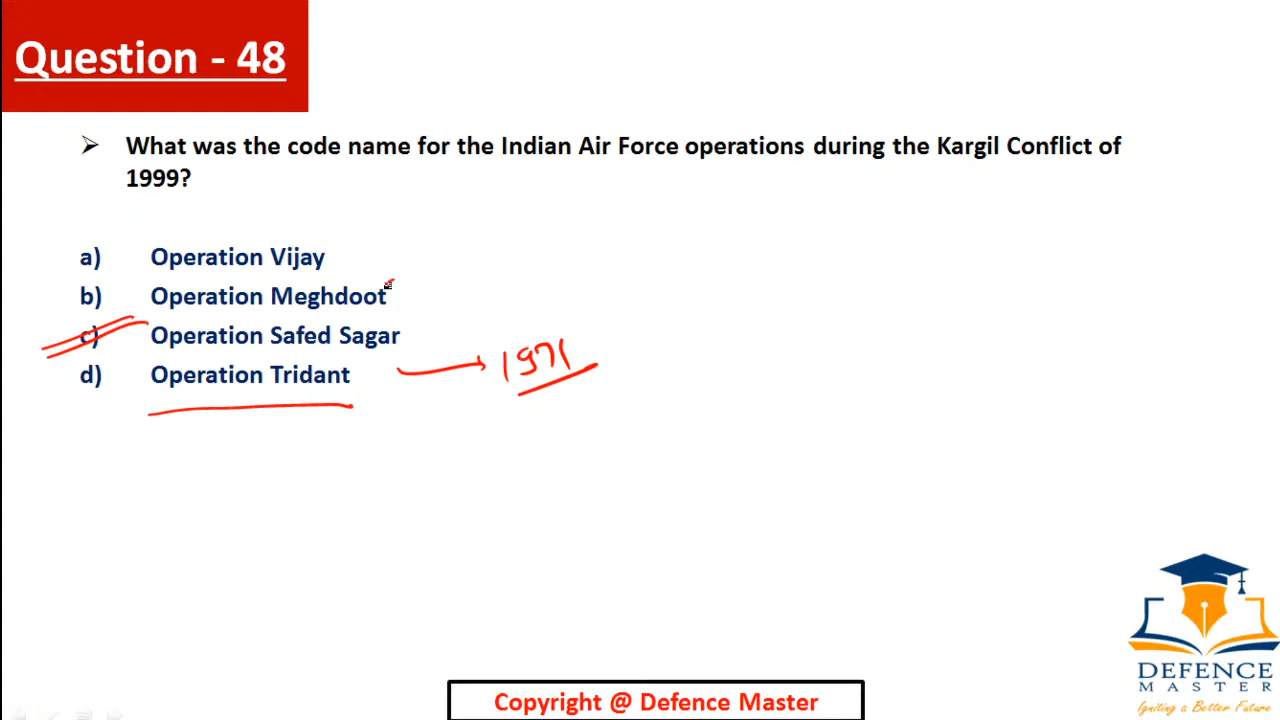 Question - 48
➢ What was the code name for the Indian Air Force operations during the Kargil Conflict of
1999?
a) Operation Vijay
b) Operation Meghdoot
c) Operation Safed Sagar
d) Operation Tridant
1971
DEFENCE
MASTER
Igniting a Better Future
Copyright @ Defence Master